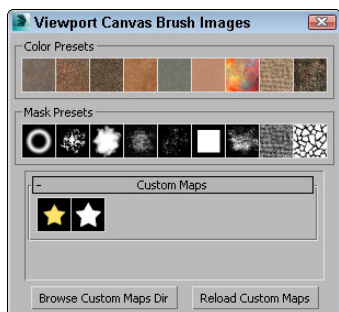 Viewport Canvas Brush Images
Color Presets
Mask Presets
- Custom Maps
Browse Custom Maps Dir Reload Custom Maps